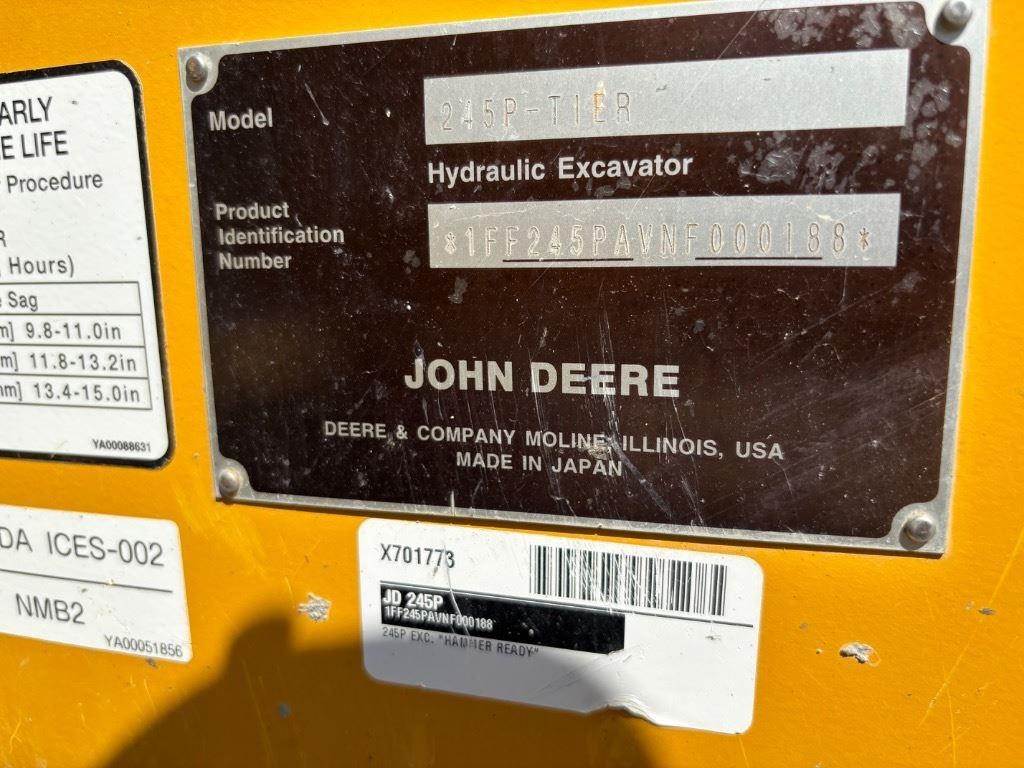 ARLY
E LIFE
Procedure
R
, Hours)
Sag
m] 9.8-11.0in
m] 11.8-13.2in
nm] 13.4-15.0in
YA00088631
DA ICES-002
NMB2
YA00051856
Model
245P-TIER
Hydraulic Excavator
Product
Identification
Number
*1FF245PAVNF000188*
JOHN DEERE
DEERE & COMPANY MOLINE, ILLINOIS, USA
MADE IN JAPAN
X701773
JD 245P
1FF245PAVNF000188
245P EXC. "HAMMER READY"